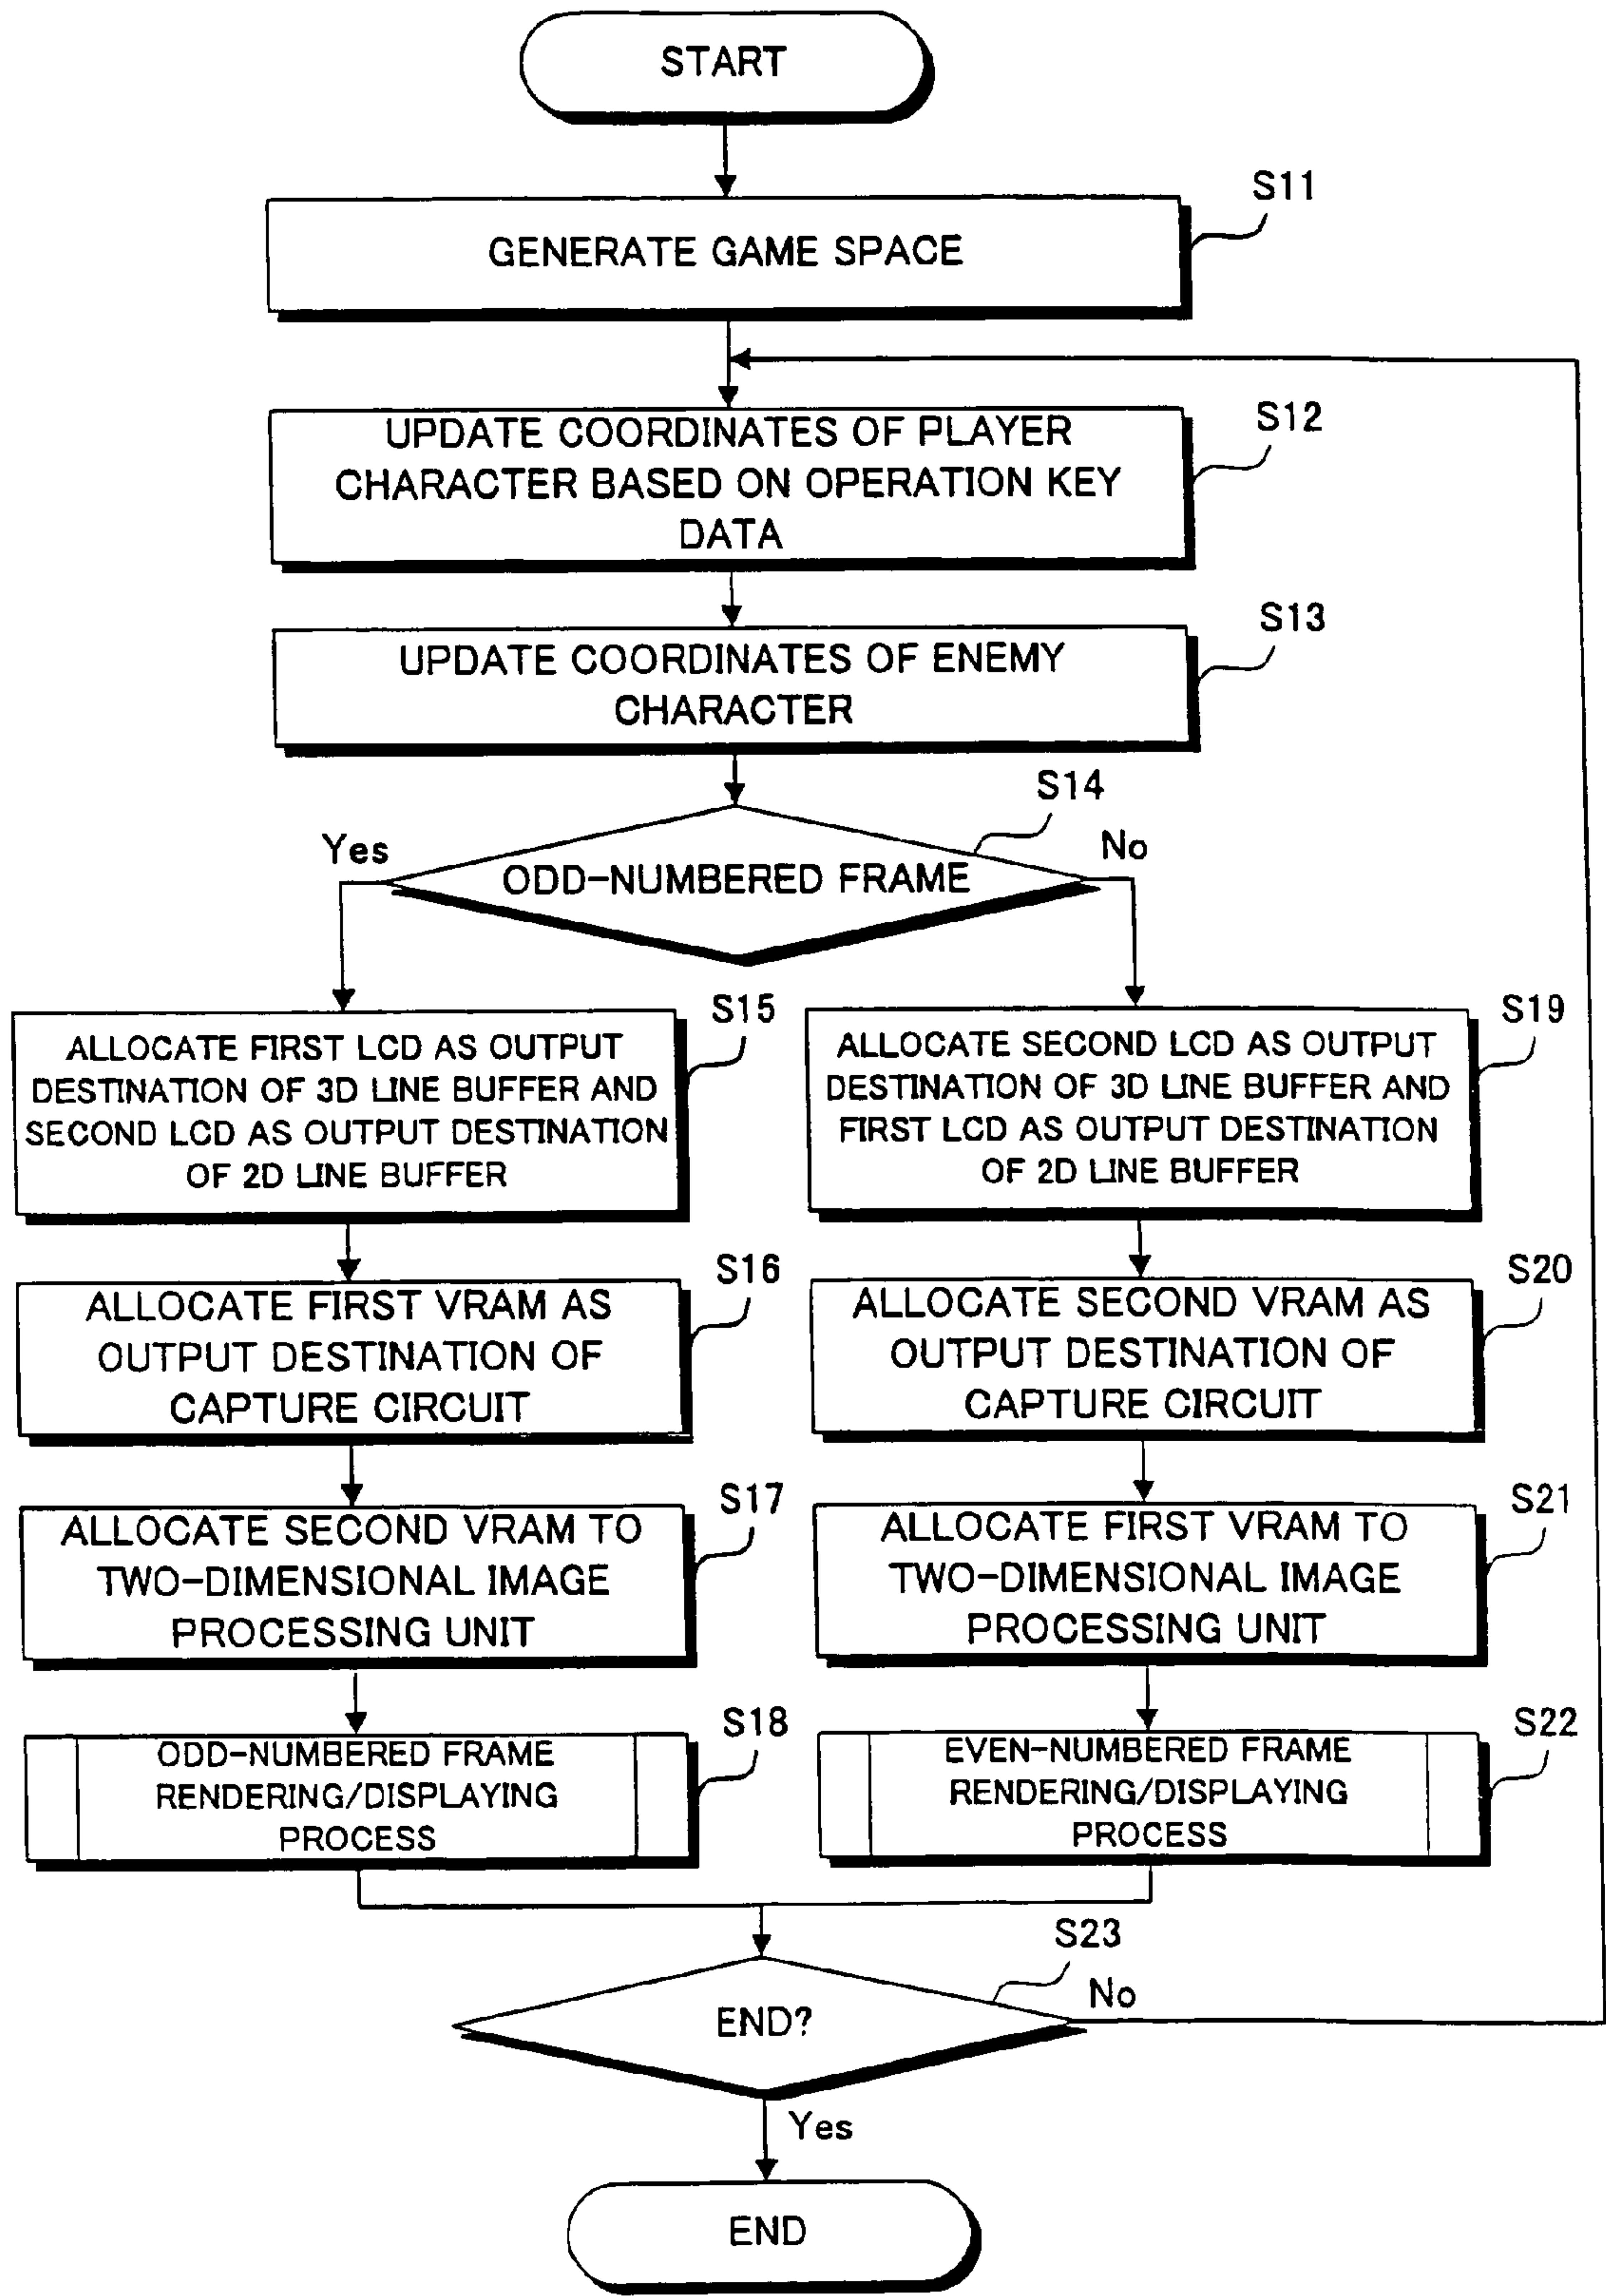 START
S11
GENERATE GAME SPACE
S12
UPDATE COORDINATES OF PLAYER
CHARACTER BASED ON OPERATION KEY
DATA
S13
UPDATE COORDINATES OF ENEMY
CHARACTER
S14
Yes
No
ODD-NUMBERED FRAME
S15
ALLOCATE FIRST LCD AS OUTPUT
DESTINATION OF 3D LINE BUFFER AND
SECOND LCD AS OUTPUT DESTINATION
OF 2D LINE BUFFER
S19
ALLOCATE SECOND LCD AS OUTPUT
DESTINATION OF 3D LINE BUFFER AND
FIRST LCD AS OUTPUT DESTINATION
OF 2D LINE BUFFER
S16
ALLOCATE FIRST VRAM AS
OUTPUT DESTINATION OF
CAPTURE CIRCUIT
S20
ALLOCATE SECOND VRAM AS
OUTPUT DESTINATION OF
CAPTURE CIRCUIT
S17
ALLOCATE SECOND VRAM TO
TWO-DIMENSIONAL IMAGE
PROCESSING UNIT
S21
ALLOCATE FIRST VRAM TO
TWO-DIMENSIONAL IMAGE
PROCESSING UNIT
S18
ODD-NUMBERED FRAME
RENDERING/DISPLAYING
PROCESS
S22
EVEN-NUMBERED FRAME
RENDERING/DISPLAYING
PROCESS
S23
No
END?
Yes
END